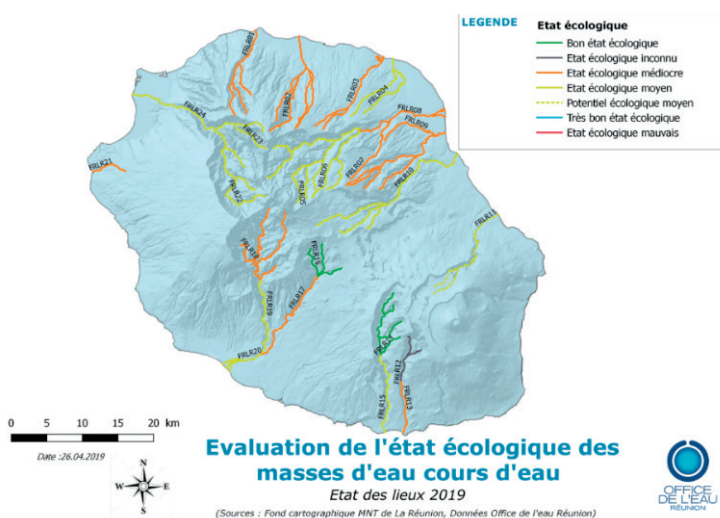 LEGENDE
Etat écologique
Bon état écologique
Etat écologique inconnu
Etat écologique médiocre
Etat écologique moyen
Potentiel écologique moyen
Très bon état écologique
Etat écologique mauvais
FRLR01
FRLR02
FRLR03
FRLR04
FRLR24
FRLR23
FRLR08
FRLR09
FRLR21
FRLR22
FRLR05
FRLR06
FRLR07
FRLR10
FRLR11
FRLR18
FRLR16
FRLR19
FRLR17
FRLR20
FRLR12
FRLR15
FRLR13
0 5 10 15 20 km
Date :26.04.2019
N
W E
S
Evaluation de l'état écologique des
masses d'eau cours d'eau
Etat des lieux 2019
(Sources : Fond cartographique MNT de La Réunion, Données Office de l'eau Réunion)
OFFICE
DE L'EAU
RÉUNION